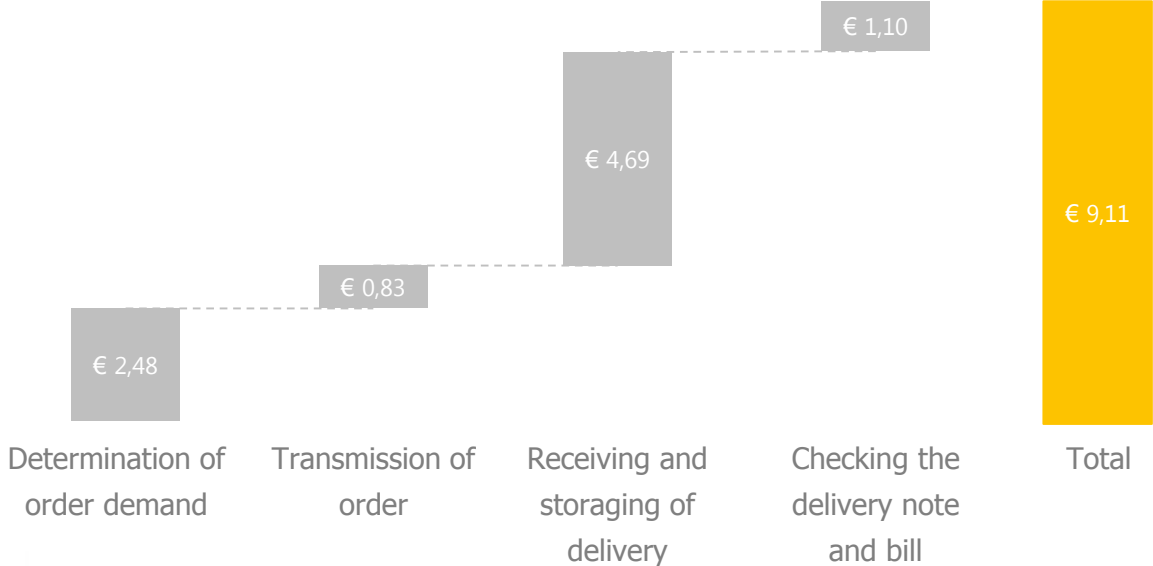 € 1,10
€ 4,69
€ 9,11
€ 0,83
€ 2,48
Determination of
order demand
Transmission of
order
Receiving and
storaging of
delivery
Checking the
delivery note
and bill
Total